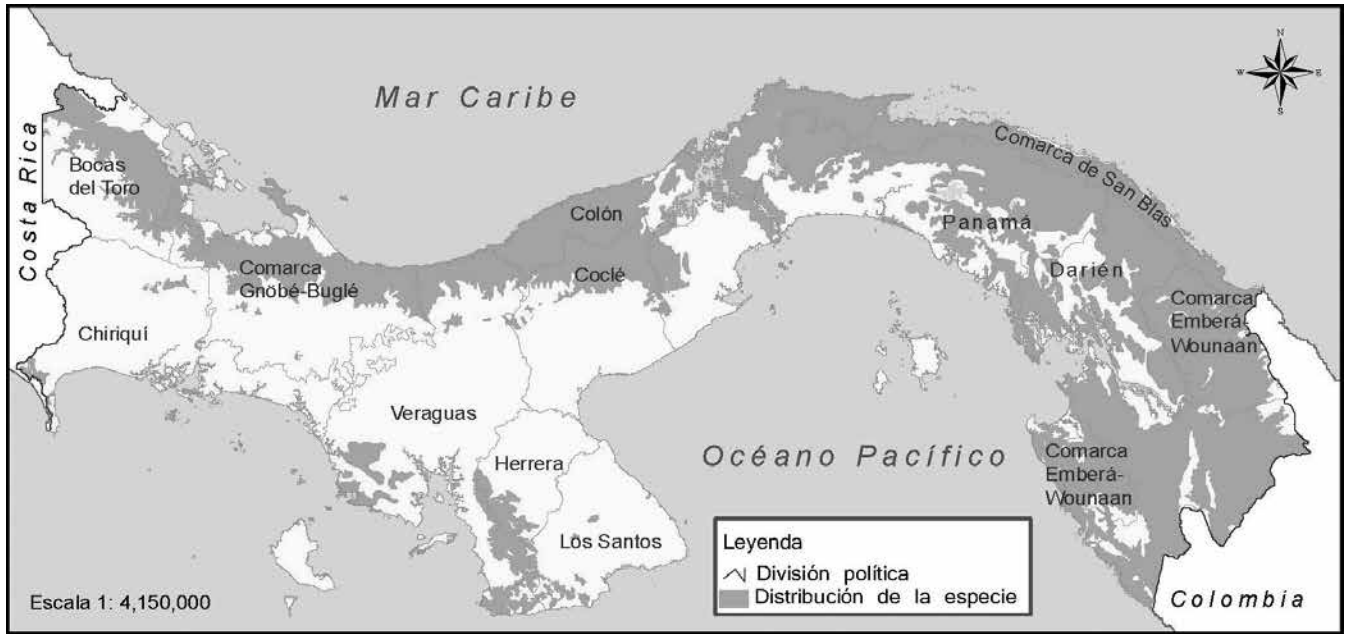 Mar Caribe
N
W E
S
Costa Rica
Bocas
del Toro
Comarca de San Blas
Colón
Panamá
Comarca
Gnöbé-Buglé
Coclé
Darién
Comarca
Emberá-
Wounaan
Chiriquí
Veraguas
Herrera
Océano Pacífico
Comarca
Emberá-
Wounaan
Los Santos
Leyenda
División política
Distribución de la especie
Escala 1: 4,150,000
Colombia